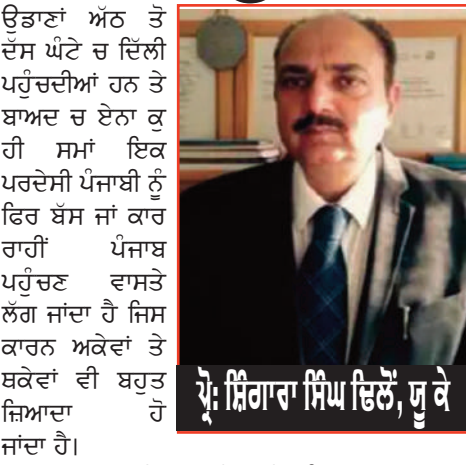 ਉਡਾਣਾਂ ਅੱਠ ਤੋ
ਦੱਸ ਘੰਟੇ ਚ ਦਿੱਲੀ
ਪਹੁੰਚਦੀਆਂ ਹਨ ਤੇ
ਬਾਅਦ ਚ ਏਨਾ ਕੁ
ਹੀ ਸਮਾਂ ਇਕ
ਪਰਦੇਸੀ ਪੰਜਾਬੀ ਨੂੰ
ਫਿਰ ਬੱਸ ਜਾਂ ਕਾਰ
ਰਾਹੀਂ ਪੰਜਾਬ
ਪਹੁੰਚਣ ਵਾਸਤੇ
ਲੱਗ ਜਾਂਦਾ ਹੈ ਜਿਸ
ਕਾਰਨ ਅਕੇਵਾਂ ਤੇ
ਥਕੇਵਾਂ ਵੀ ਬਹੁਤ
ਜ਼ਿਆਦਾ ਹੋ
ਜਾਂਦਾ ਹੈ।
ਪ੍ਰੋ: ਸ਼ਿੰਗਾਰਾ ਸਿੰਘ ਢਿਲੋਂ, ਯੂ ਕੇ